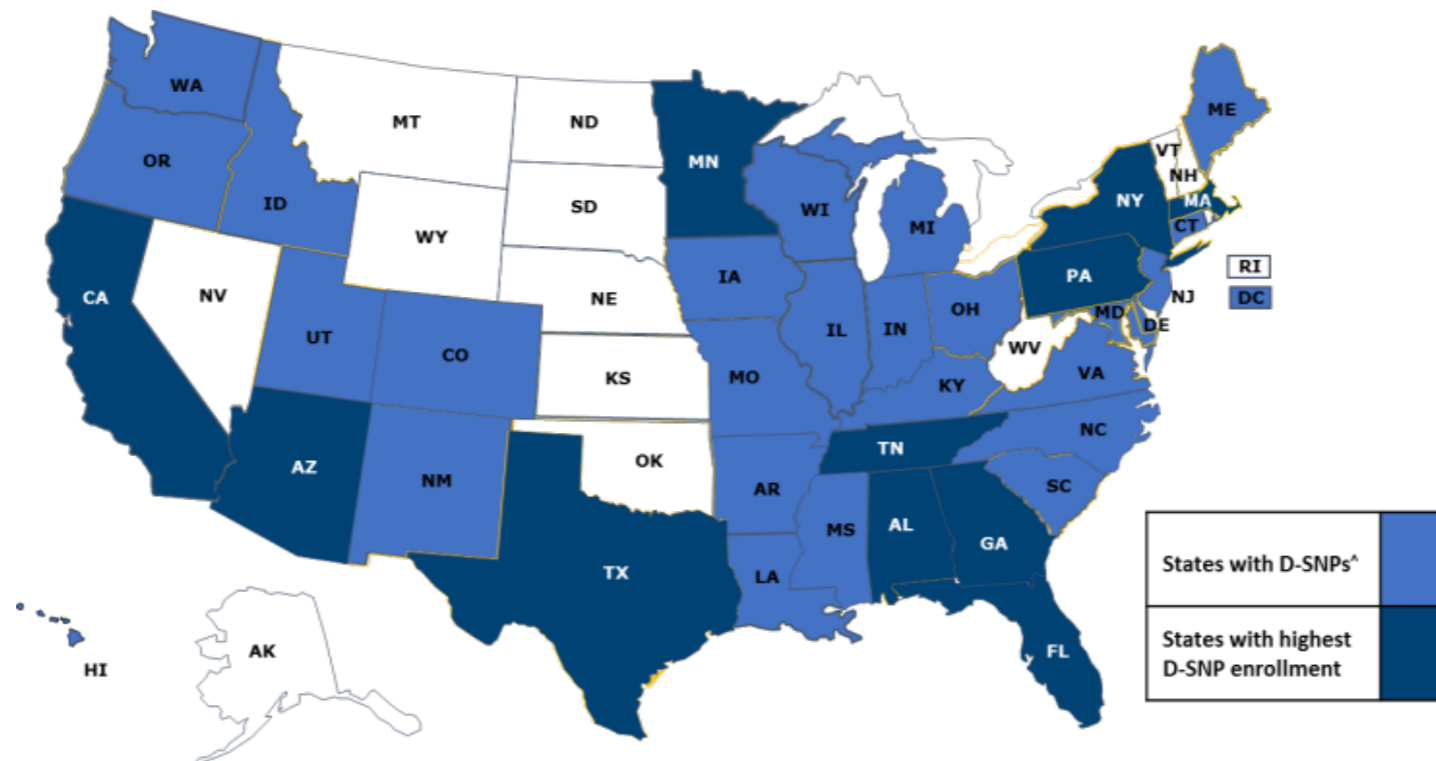 WA
ME
MT
ND
VT
MN
OR
NH
ID
SD
NY
MA
WI
MI
CT
WY
RI
IA
PA
CA
NV
NE
DC
NJ
OH
MD
IL
IN
DE
UT
CO
WV
KS
MO
KY
VA
NC
TN
OK
AZ
NM
AR
SC
AL
MS
GA
TX
LA
FL
HI
AK
States with D-SNPs^
States with highest
D-SNP enrollment